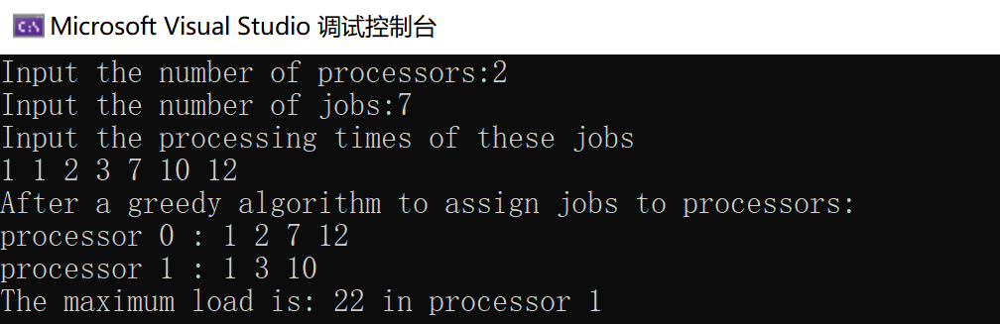 Microsoft Visual Studio 调试控制台
Input the number of processors:2
Input the number of jobs:7
Input the processing times of these jobs
1 1 2 3 7 10 12
After a greedy algorithm to assign jobs to processors:
processor 0 : 1 2 7 12
processor 1 : 1 3 10
The maximum load is: 22 in processor 1